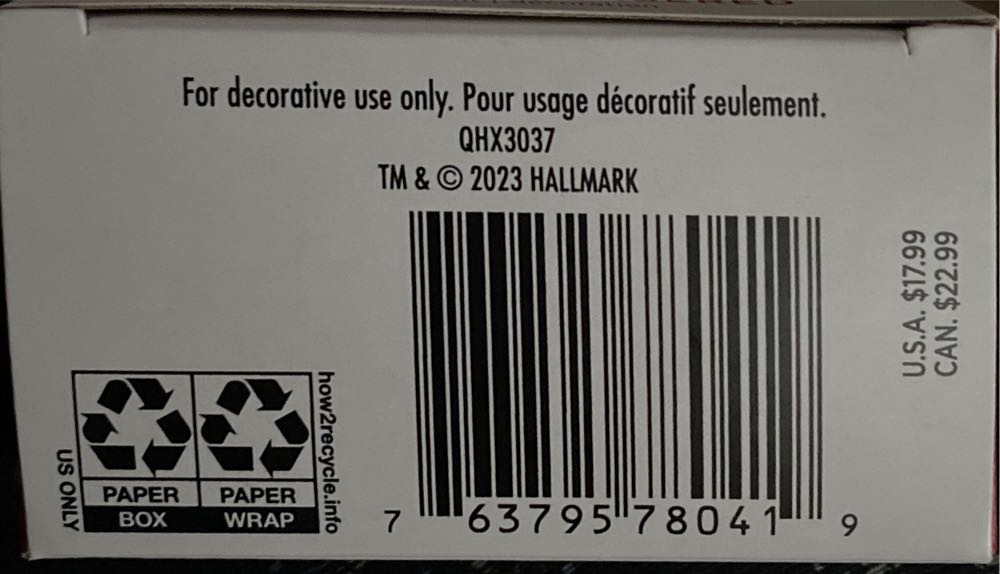 For decorative use only. Pour usage décoratif seulement.
QHX3037
TM & © 2023 HALLMARK
U.S.A. $17.99
CAN. $22.99
how2recycle.info
US ONLY
PAPER PAPER
BOX WRAP
7 63795 78041 9